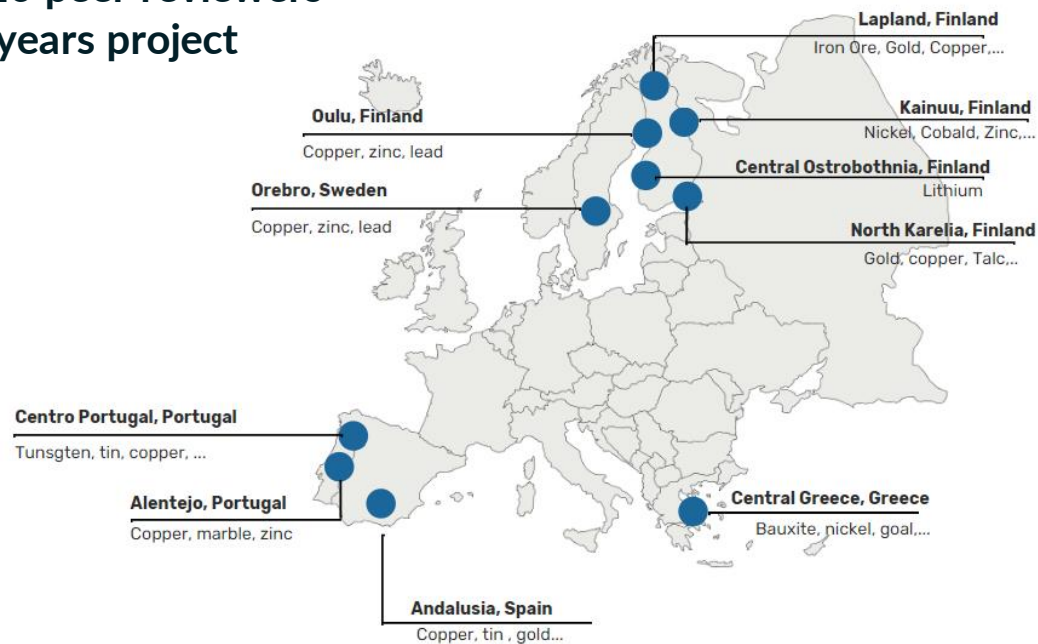 peer reviewers
years project
Lapland, Finland
Iron Ore, Gold, Copper,...
Oulu, Finland
Copper, zinc, lead
Kainuu, Finland
Nickel, Cobald, Zinc,...
Central Ostrobothnia, Finland
Lithium
Orebro, Sweden
Copper, zinc, lead
North Karelia, Finland
Gold, copper, Talc,..
Centro Portugal, Portugal
Tunsgten, tin, copper, ...
Alentejo, Portugal
Copper, marble, zinc
Central Greece, Greece
Bauxite, nickel, goal,...
Andalusia, Spain
Copper, tin , gold...